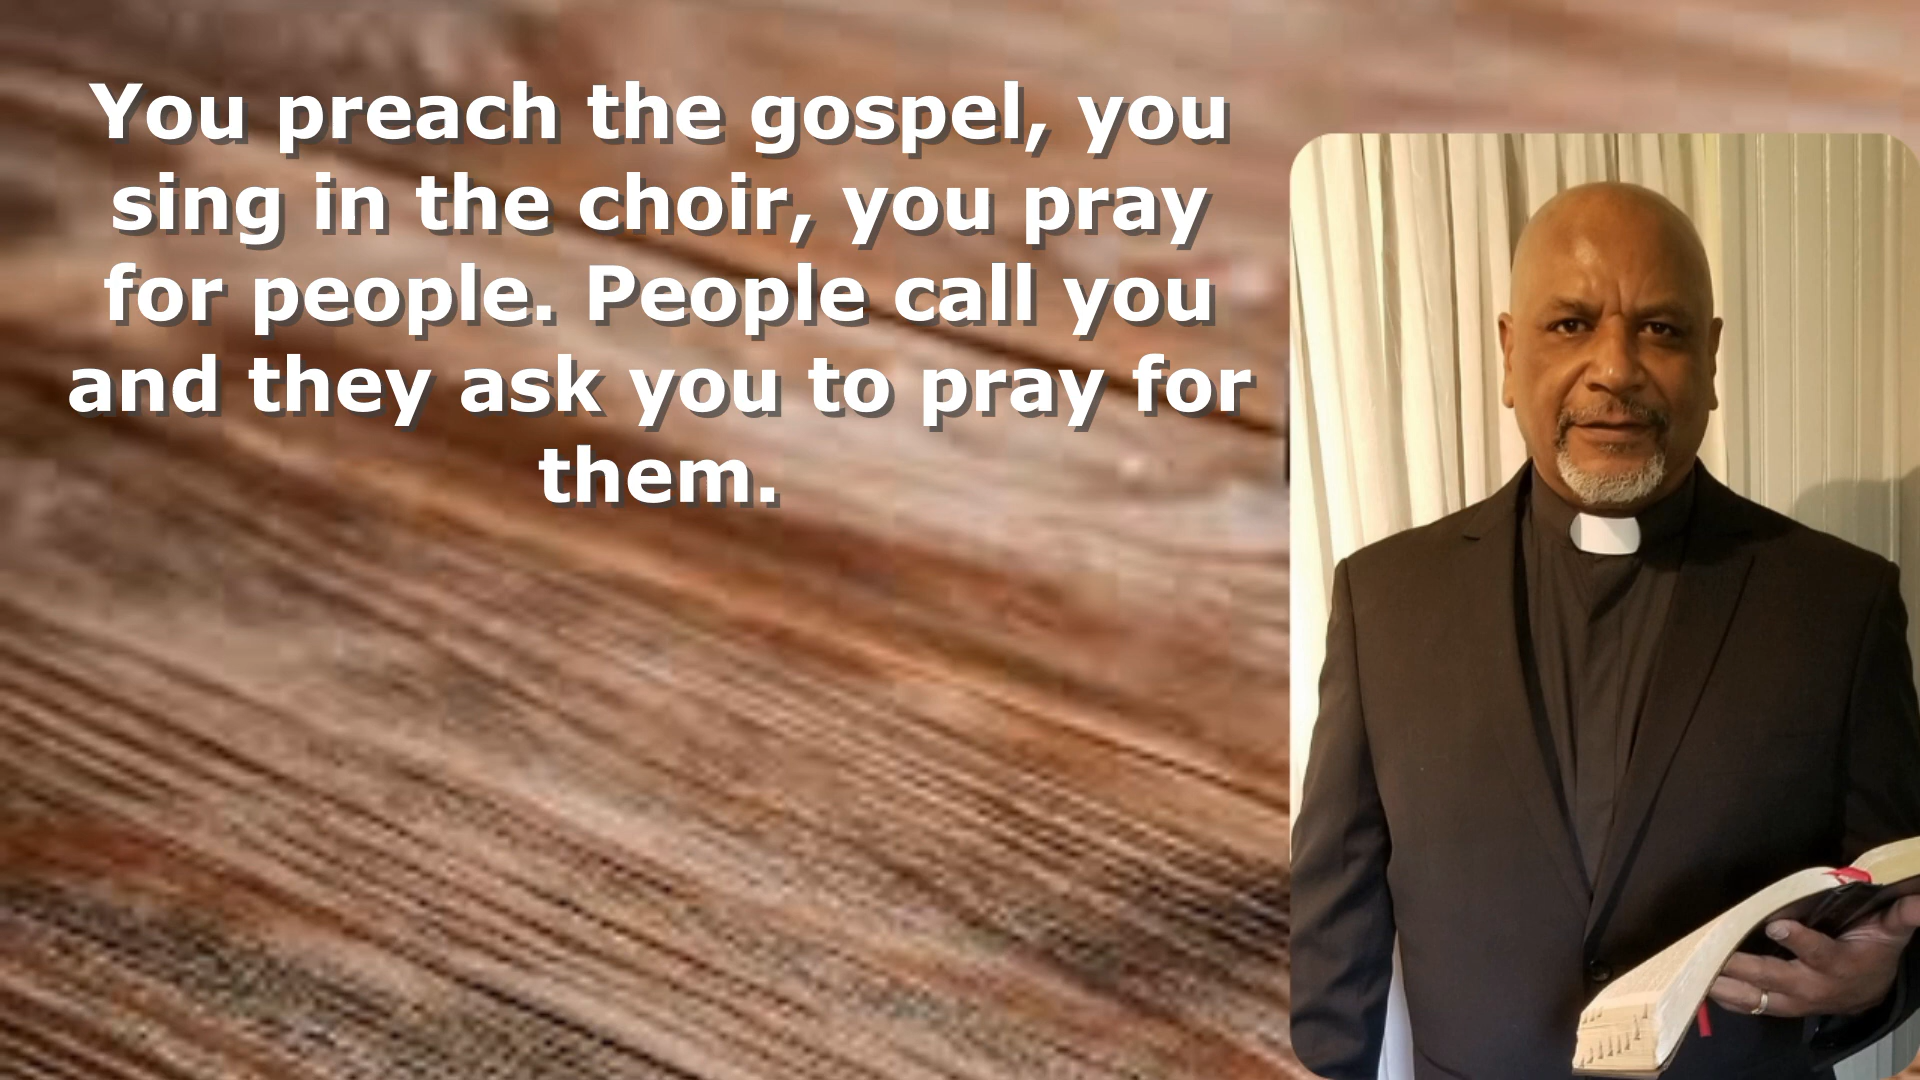 You preach the gospel, you
sing in the choir, you pray
for people. People call you
and they ask you to pray for
them.